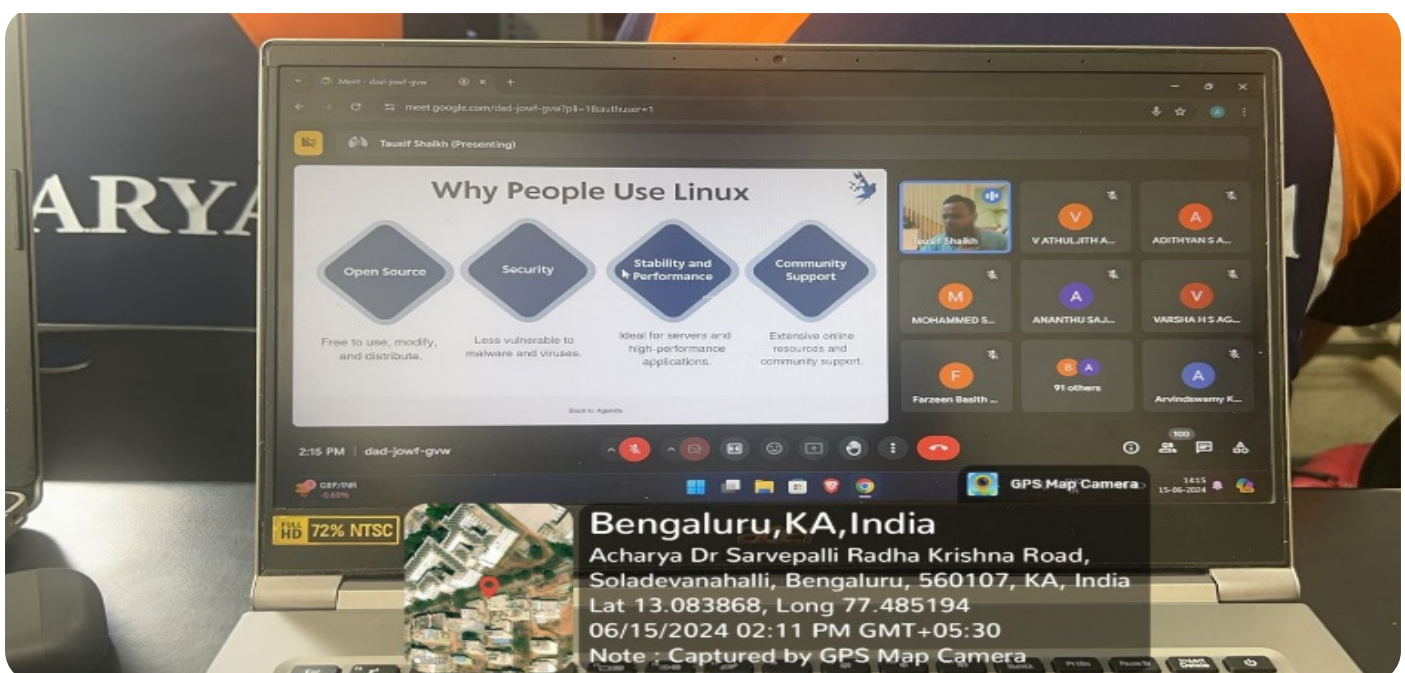 ARYA
Meet - dad-jowf-gvw
meet.google.com/dad-jowf-gvw?pli=1&authuser=1
Tausif Shaikh (Presenting)
Why People Use Linux
Open Source
Security
Stability and
Performance
Community
Support
Free to use, modify,
and distribute.
Less vulnerable to
malware and viruses.
Ideal for servers and
high-performance
applications.
Extensive online
resources and
community support.
Back to Agenda
Tausif Shaikh
V
V ATHULJITH A...
A
ADITHYAN S A...
M
MOHAMMED S...
A
ANANTHU SAJ...
V
VARSHA H S AG...
F
Farzeen Basith ...
B A
91 others
A
Arvindswamy K...
2:15 PM | dad-jowf-gvw
100
GBP/INR
-0.60%
GPS Map Camera
14:15
15-06-2024
FULL HD 72% NTSC
Bengaluru,KA,India
Acharya Dr Sarvepalli Radha Krishna Road,
Soladevanahalli, Bengaluru, 560107, KA, India
Lat 13.083868, Long 77.485194
06/15/2024 02:11 PM GMT+05:30
Note : Captured by GPS Map Camera